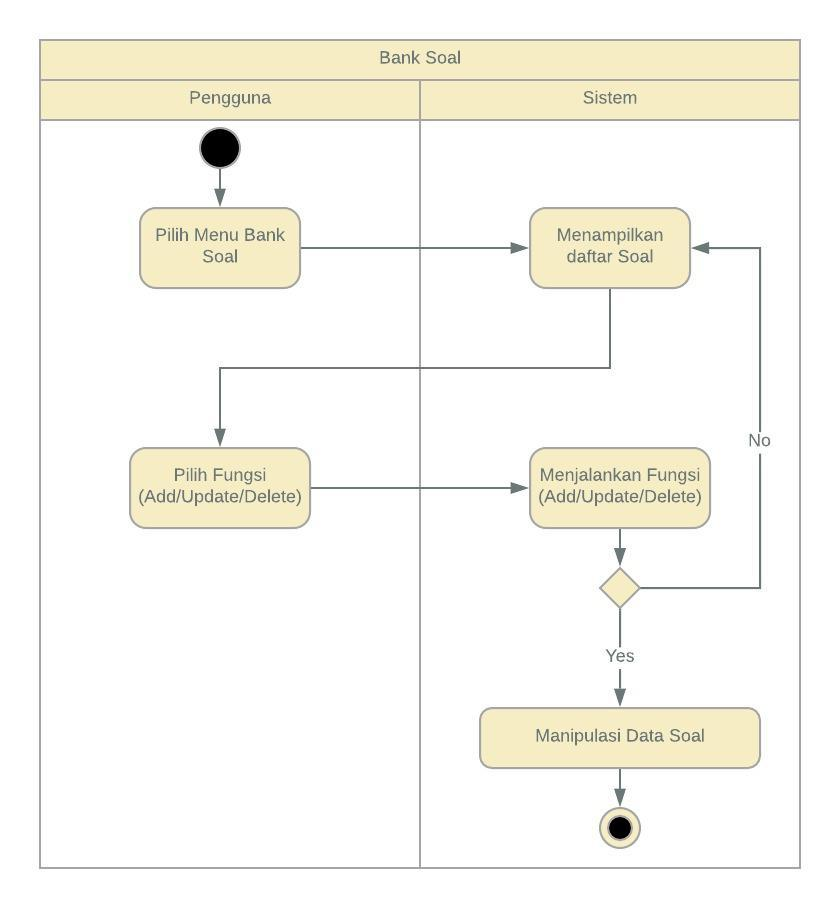 Bank Soal
Pengguna
Sistem
Pilih Menu Bank
Soal
Menampilkan
daftar Soal
No
Pilih Fungsi
(Add/Update/Delete)
Menjalankan Fungsi
(Add/Update/Delete)
Yes
Manipulasi Data Soal